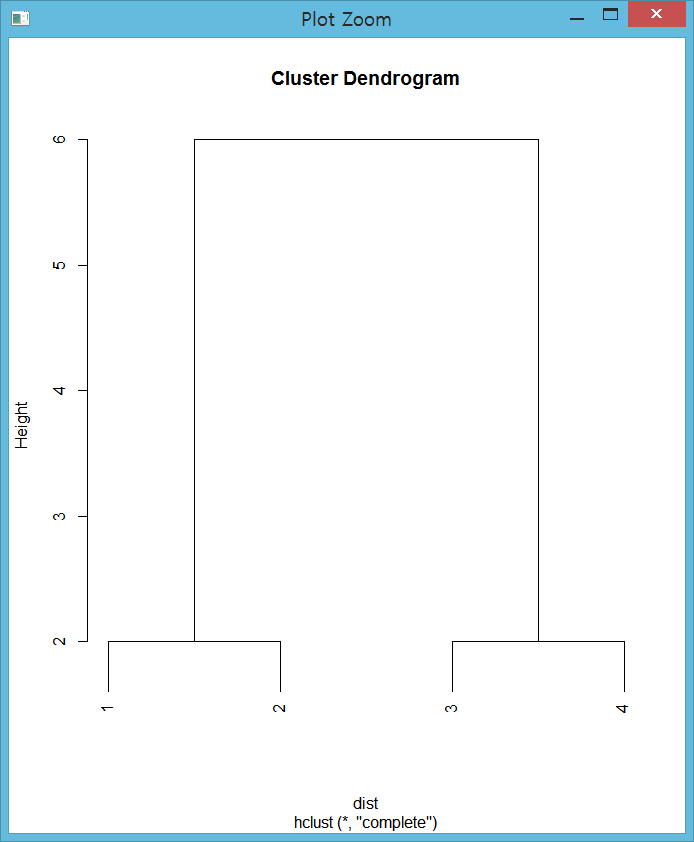 Plot Zoom
Cluster Dendrogram
6
5
4
3
2
Height
1
2
3
4
dist
hclust (*, "complete")